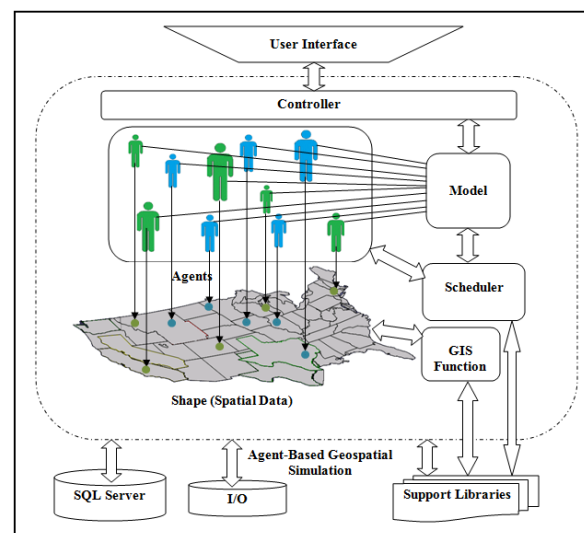 User Interface
Controller
Model
Agents
Scheduler
GIS
Function
Shape (Spatial Data)
Agent-Based Geospatial
Simulation
SQL Server
I/O
Support Libraries